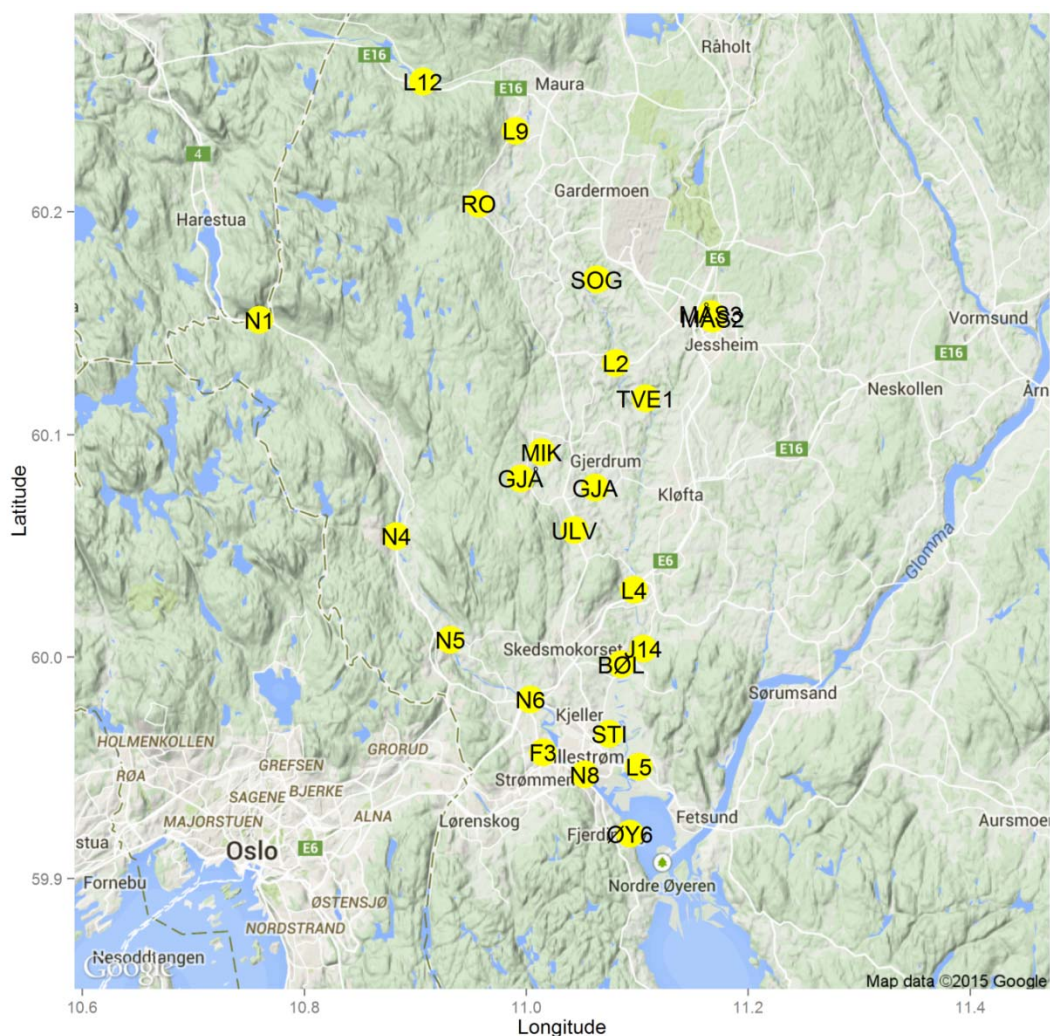 Råholt
E16
L12
E16
Maura
L9
4
Gardermoen
60.2
RO
Harestua
E6
SOG
N1
MÅS3
MÅS2
Vormsund
Jessheim
E16
L2
Neskollen
TVE1
60.1
E16
MIK
Gjerdrum
GJÅ
GJA
Kløfta
Latitude
ULV
N4
Glomma
E6
L4
60.0
N5
Skedsmokorset
J14
BØL
Sørumsand
N6
Kjeller
HOLMENKOLLEN
GRORUD
STI
F3
illestrøm
RØA
GREFSEN
N8
L5
Strømmen
SAGENE
BJERKE
MAJORSTUEN
ALNA
Lørenskog
Fetsund
Aursmoen
stua
Oslo
E6
Fjerd
ØY6
59.9
Fornebu
Nordre Øyeren
ØSTENSJØ
NORDSTRAND
Nesoddtangen
Google
Map data ©2015 Google
10.6
10.8
11.0
11.2
11.4
Longitude